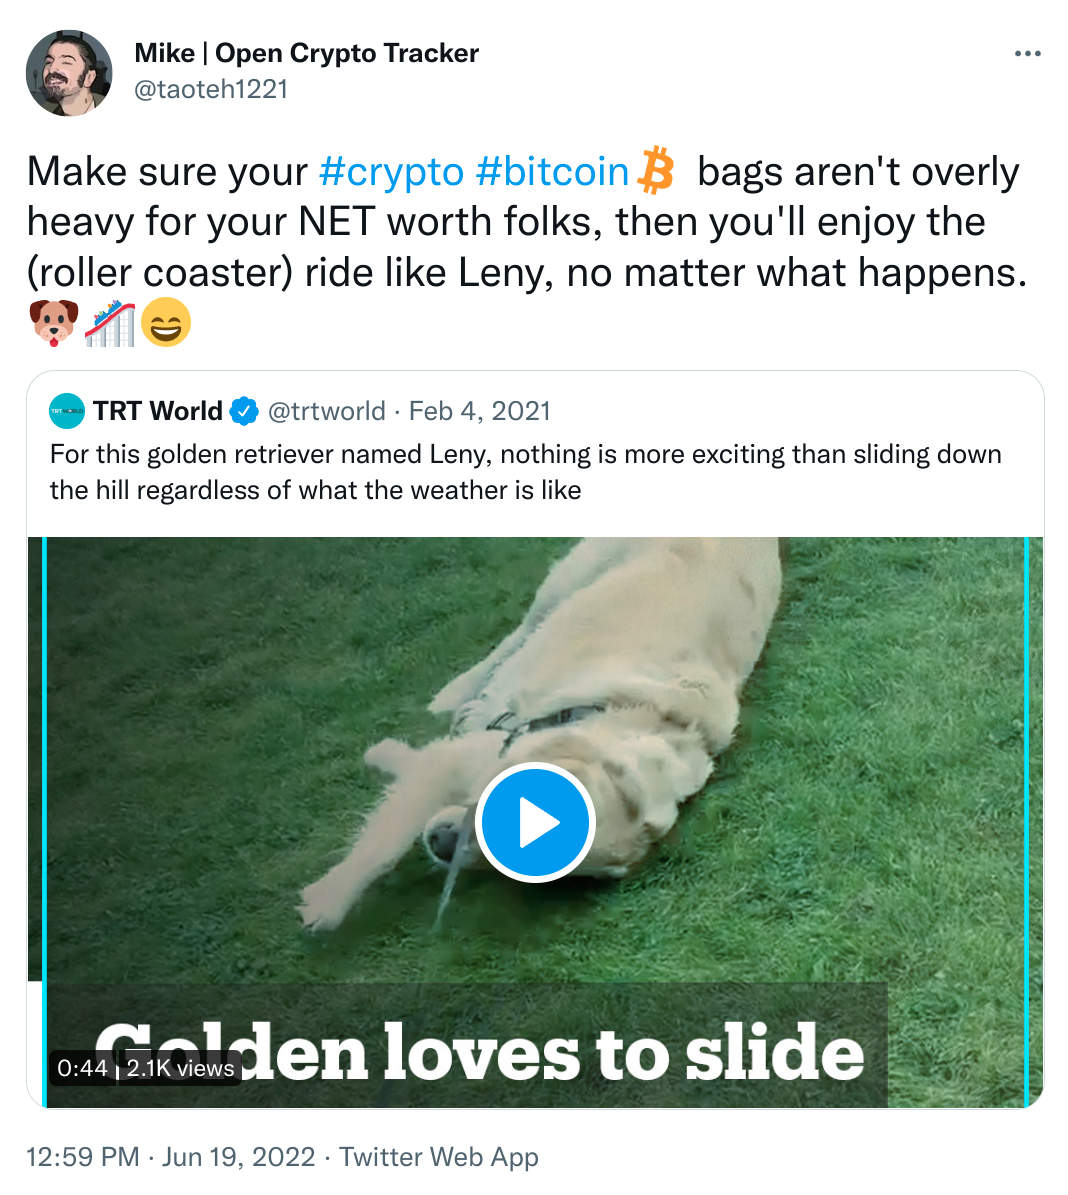 Mike | Open Crypto Tracker
@taoteh1221
Make sure your #crypto #bitcoin bags aren't overly
heavy for your NET worth folks, then you'll enjoy the
(roller coaster) ride like Leny, no matter what happens.
TRT WORLD
TRT World @trtworld · Feb 4, 2021
For this golden retriever named Leny, nothing is more exciting than sliding down
the hill regardless of what the weather is like
Golden loves to slide
0:44 | 2.1K views
12:59 PM · Jun 19, 2022 · Twitter Web App